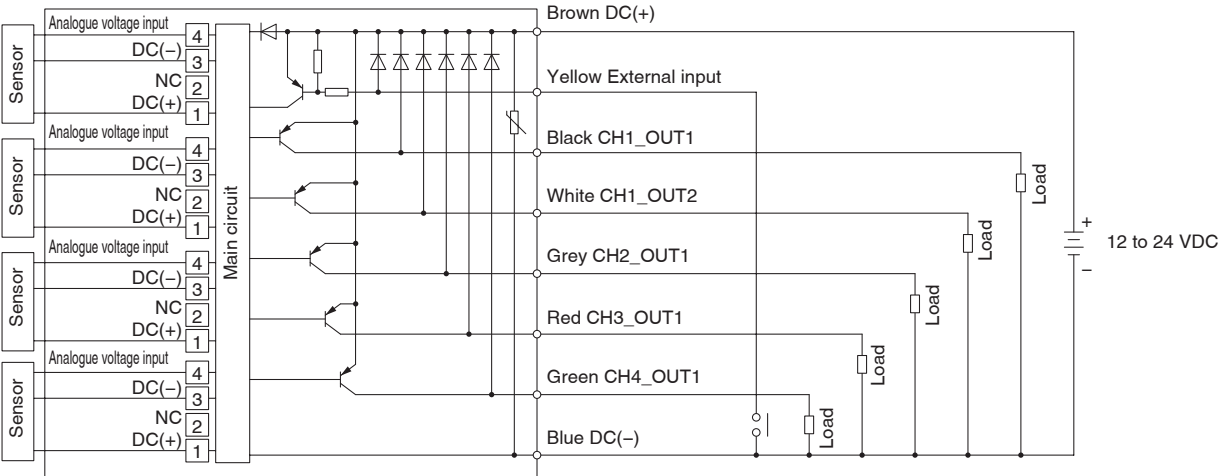 Brown DC(+)
Yellow External input
Black CH1_OUT1
White CH1_OUT2
Grey CH2_OUT1
Red CH3_OUT1
Green CH4_OUT1
Blue DC(−)
Sensor
Analogue voltage input
4
DC(−)
3
NC
2
DC(+)
1
Sensor
Analogue voltage input
4
DC(−)
3
NC
2
DC(+)
1
Sensor
Analogue voltage input
4
DC(−)
3
NC
2
DC(+)
1
Sensor
Analogue voltage input
4
DC(−)
3
NC
2
DC(+)
1
Main circuit
Load
Load
Load
Load
Load
+
12 to 24 VDC
−